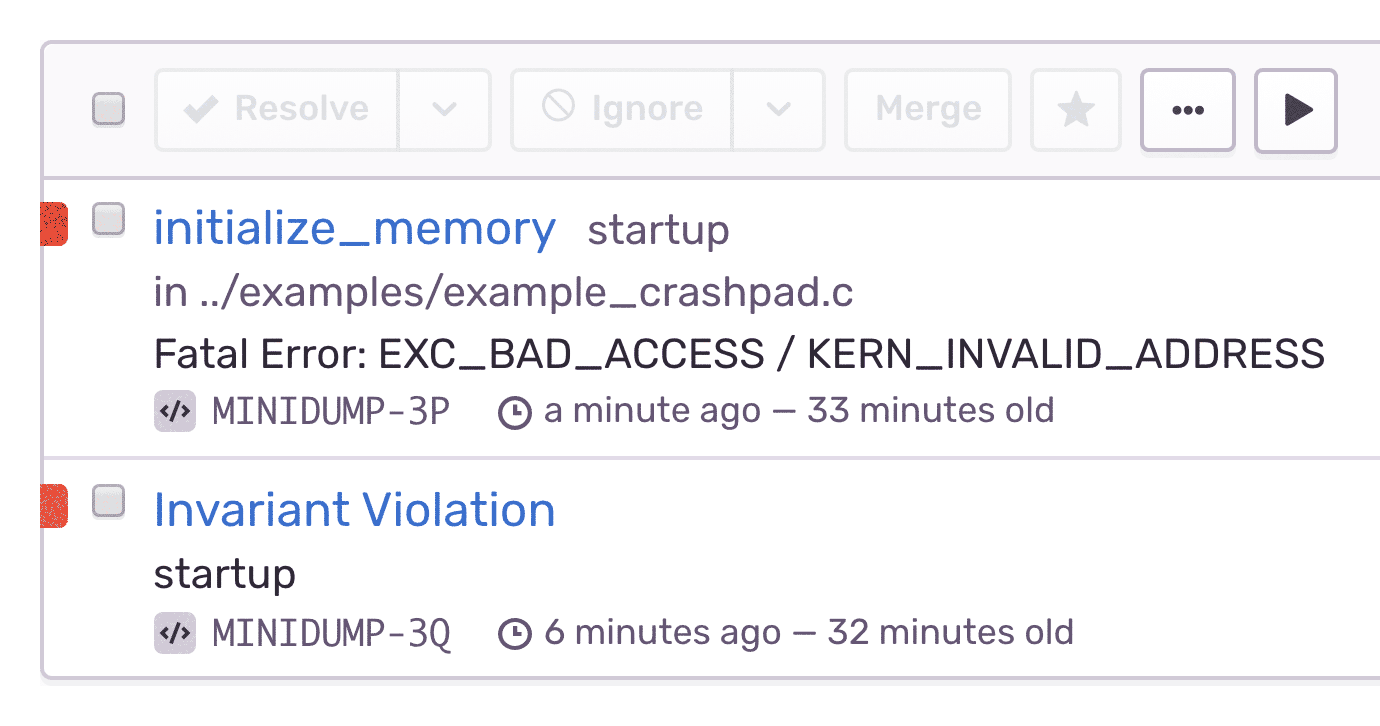 Resolve Ignore Merge
initialize_memory startup
in ../examples/example_crashpad.c
Fatal Error: EXC_BAD_ACCESS / KERN_INVALID_ADDRESS
MINIDUMP-3P a minute ago — 33 minutes old
Invariant Violation
startup
MINIDUMP-3Q 6 minutes ago — 32 minutes old